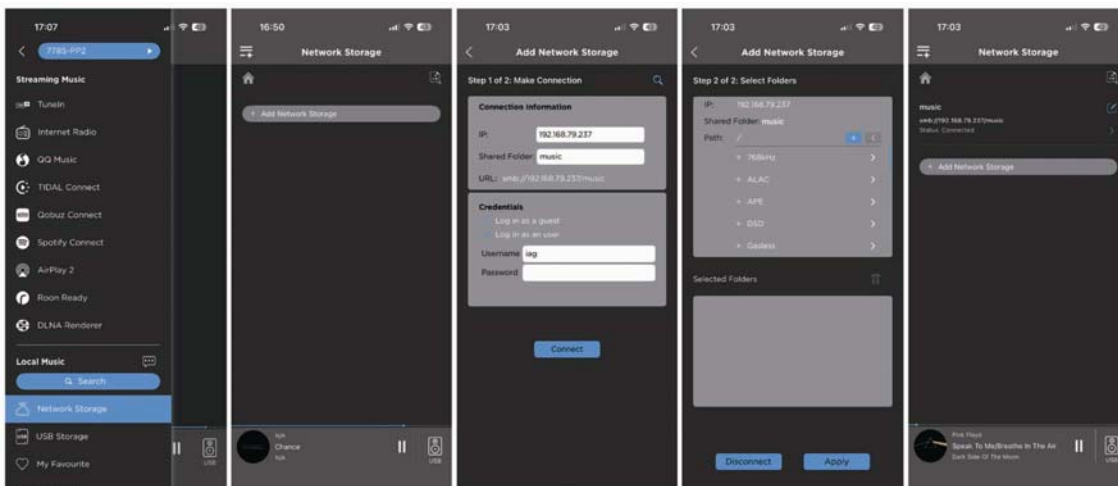 17:07
778S-PP2
Streaming Music
TuneIn
Internet Radio
QQ Music
TIDAL Connect
Qobuz Connect
Spotify Connect
AirPlay 2
Roon Ready
DLNA Renderer
Local Music
Search
Network Storage
USB Storage
My Favourite
USB
16:50
Network Storage
+ Add Network Storage
N/A
Chance
N/A
USB
17:03
Add Network Storage
Step 1 of 2: Make Connection
Connection Information
IP: 192.168.79.237
Shared Folder music
URL: smb://192.168.79.237/music
Credentials
Log in as a guest
Log in as an user
Username iag
Password
Connect
17:03
Add Network Storage
Step 2 of 2: Select Folders
IP: 192.168.79.237
Shared Folder: music
Path: /
+ 768kHz
+ ALAC
+ APE
+ DSD
+ Gapless
Selected Folders
Disconnect
Apply
17:03
Network Storage
music
smb://192.168.79.237/music
Status: Connected
+ Add Network Storage
Pink Floyd
Speak To Me/Breathe In The Air
Dark Side Of The Moon
USB